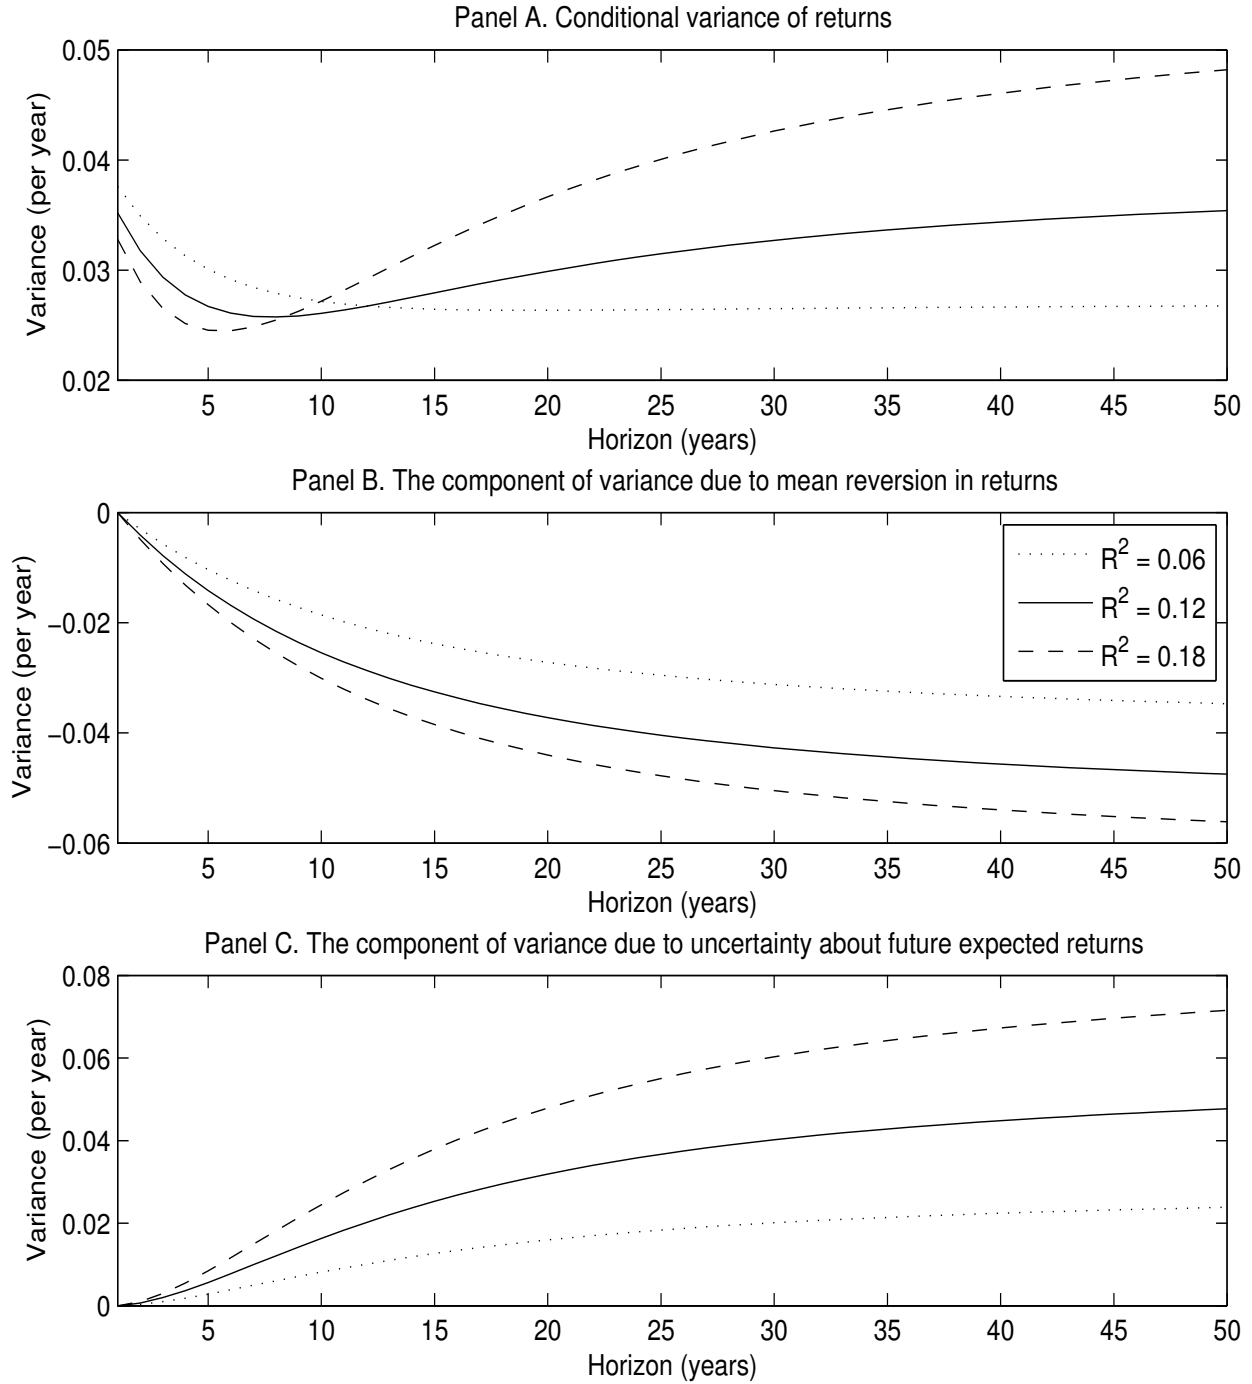 Panel A. Conditional variance of returns
Variance (per year)
0.05
0.04
0.03
0.02
5 10 15 20 25 30 35 40 45 50
Horizon (years)
Panel B. The component of variance due to mean reversion in returns
Variance (per year)
0
−0.02
−0.04
−0.06
R² = 0.06
R² = 0.12
R² = 0.18
5 10 15 20 25 30 35 40 45 50
Horizon (years)
Panel C. The component of variance due to uncertainty about future expected returns
Variance (per year)
0.08
0.06
0.04
0.02
0
5 10 15 20 25 30 35 40 45 50
Horizon (years)